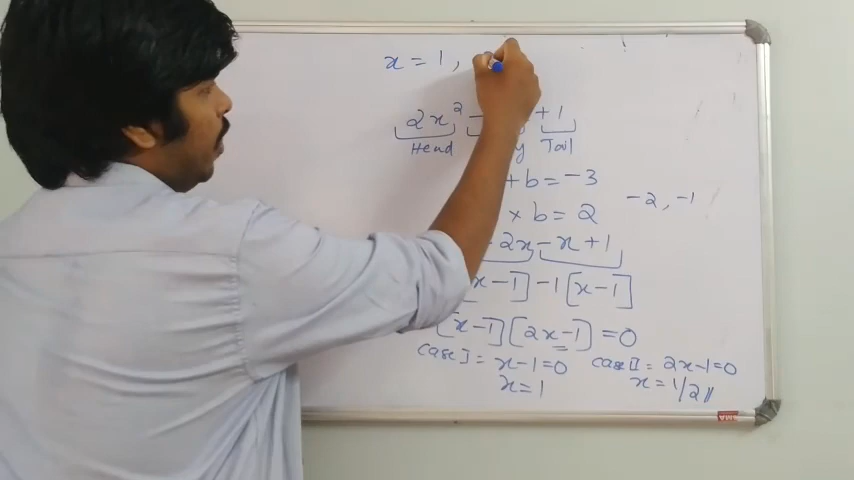 x = 1,
2x² - + 1
Head y Tail
+ b = -3
× b = 2 -2, -1
2x - x + 1
x - 1] - 1 [x - 1]
[x - 1] [2x - 1] = 0
case I = x - 1 = 0 case II = 2x - 1 = 0
x = 1 x = 1/2 //